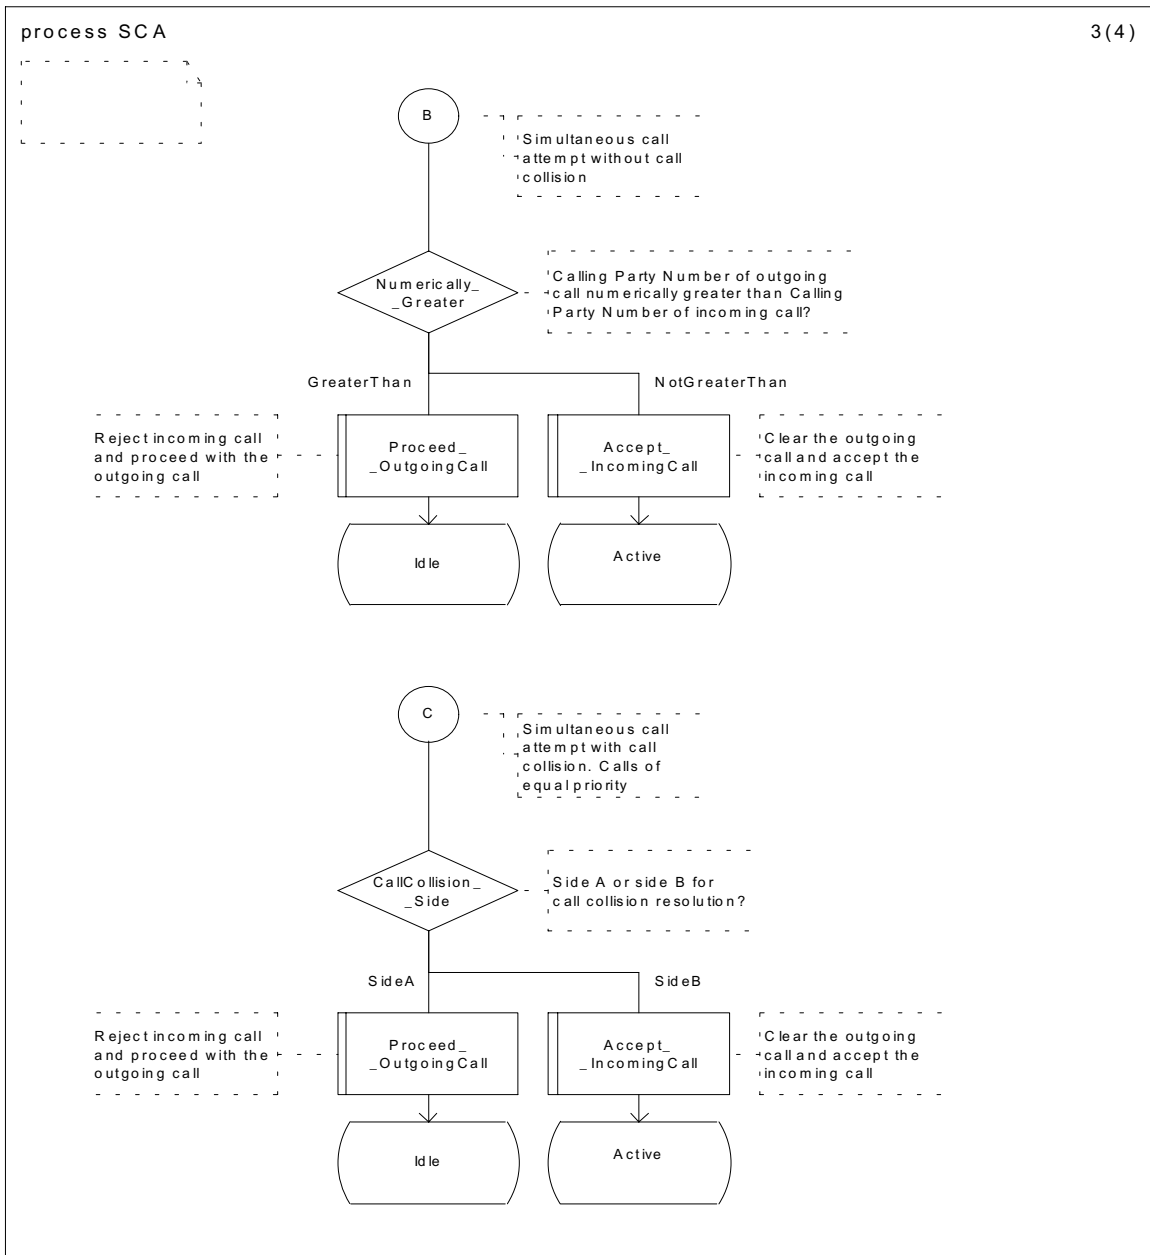 process SCA
3(4)
B
Simultaneous call
attempt without call
collision
Numerically_
_Greater
Calling Party Number of outgoing
call numerically greater than Calling
Party Number of incoming call?
GreaterThan
NotGreaterThan
Reject incoming call
and proceed with the
outgoing call
Proceed_
_OutgoingCall
Accept_
_IncomingCall
Clear the outgoing
call and accept the
incoming call
Idle
Active
C
Simultaneous call
attempt with call
collision. Calls of
equal priority
CallCollision_
_Side
Side A or side B for
call collision resolution?
SideA
SideB
Reject incoming call
and proceed with the
outgoing call
Proceed_
_OutgoingCall
Accept_
_IncomingCall
Clear the outgoing
call and accept the
incoming call
Idle
Active